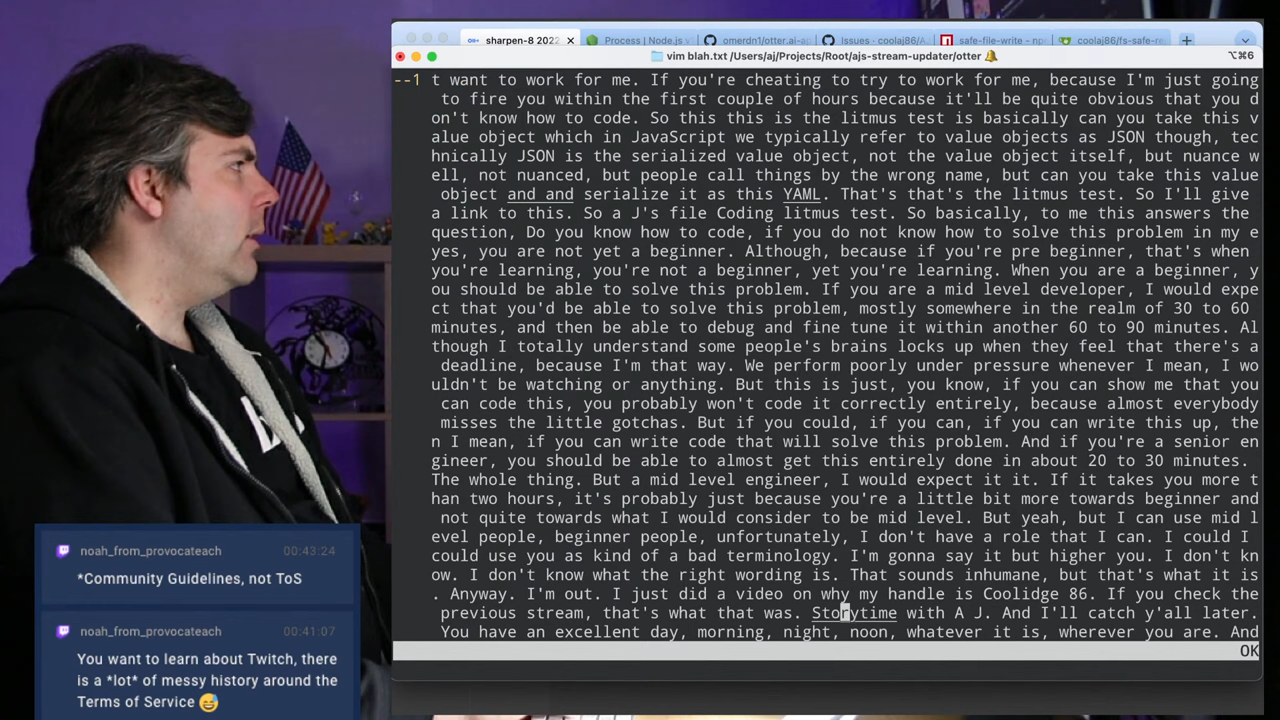 sharpen-8 2022
Process | Node.js
omerdn1/otter.ai-ap
Issues · coolaj86/A
safe-file-write - np
coolaj86/fs-safe-re
vim blah.txt /Users/aj/Projects/Root/ajs-stream-updater/otter 🔔
⌥⌘6
--1 t want to work for me. If you're cheating to try to work for me, because I'm just going
to fire you within the first couple of hours because it'll be quite obvious that you d
on't know how to code. So this this is the litmus test is basically can you take this v
alue object which in JavaScript we typically refer to value objects as JSON though, tec
hnically JSON is the serialized value object, not the value object itself, but nuance w
ell, not nuanced, but people call things by the wrong name, but can you take this value
object and and serialize it as this YAML. That's that's the litmus test. So I'll give
a link to this. So a J's file Coding litmus test. So basically, to me this answers the
question, Do you know how to code, if you do not know how to solve this problem in my e
yes, you are not yet a beginner. Although, because if you're pre beginner, that's when
you're learning, you're not a beginner, yet you're learning. When you are a beginner, y
ou should be able to solve this problem. If you are a mid level developer, I would expe
ct that you'd be able to solve this problem, mostly somewhere in the realm of 30 to 60
minutes, and then be able to debug and fine tune it within another 60 to 90 minutes. Al
though I totally understand some people's brains locks up when they feel that there's a
deadline, because I'm that way. We perform poorly under pressure whenever I mean, I wo
uldn't be watching or anything. But this is just, you know, if you can show me that you
can code this, you probably won't code it correctly entirely, because almost everybody
misses the little gotchas. But if you could, if you can, if you can write this up, the
n I mean, if you can write code that will solve this problem. And if you're a senior en
gineer, you should be able to almost get this entirely done in about 20 to 30 minutes.
The whole thing. But a mid level engineer, I would expect it it. If it takes you more t
han two hours, it's probably just because you're a little bit more towards beginner and
not quite towards what I would consider to be mid level. But yeah, but I can use mid l
evel people, beginner people, unfortunately, I don't have a role that I can. I could I
could use you as kind of a bad terminology. I'm gonna say it but higher you. I don't kn
ow. I don't know what the right wording is. That sounds inhumane, but that's what it is
. Anyway. I'm out. I just did a video on why my handle is Coolidge 86. If you check the
previous stream, that's what that was. Storytime with A J. And I'll catch y'all later.
You have an excellent day, morning, night, noon, whatever it is, wherever you are. And
OK
noah_from_provocateach 00:43:24
*Community Guidelines, not ToS
noah_from_provocateach 00:41:07
You want to learn about Twitch, there
is a *lot* of messy history around the
Terms of Service 😅